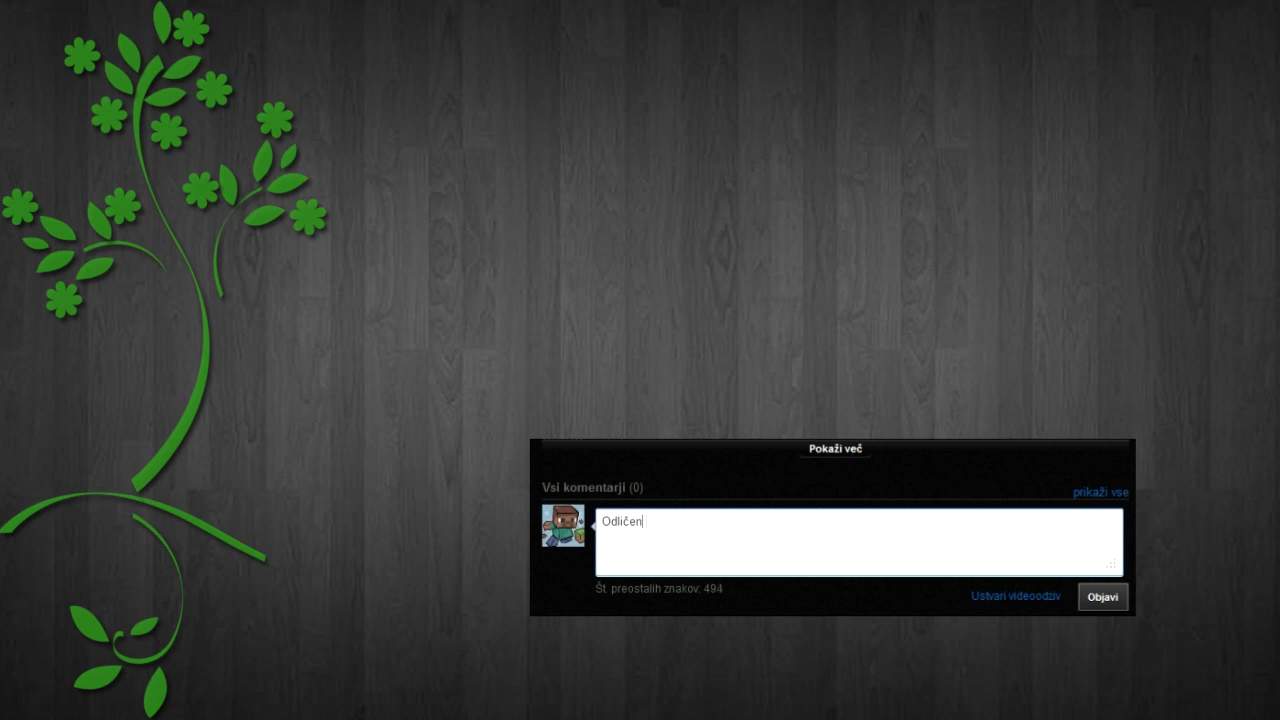 Pokaži več
Vsi komentarji (0)
prikaži vse
Odličen
Št. preostalih znakov: 494
Ustvari videoodziv
Objavi